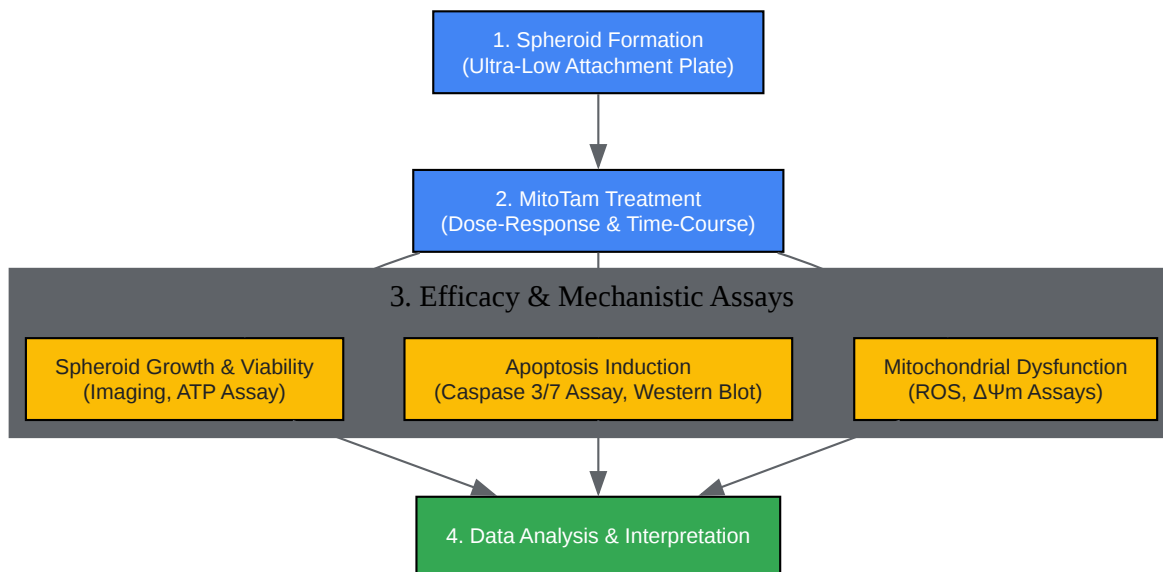 1. Spheroid Formation
(Ultra-Low Attachment Plate)
2. MitoTam Treatment
(Dose-Response & Time-Course)
3. Efficacy & Mechanistic Assays
Spheroid Growth & Viability
(Imaging, ATP Assay)
Apoptosis Induction
(Caspase 3/7 Assay, Western Blot)
Mitochondrial Dysfunction
(ROS, ΔΨm Assays)
4. Data Analysis & Interpretation